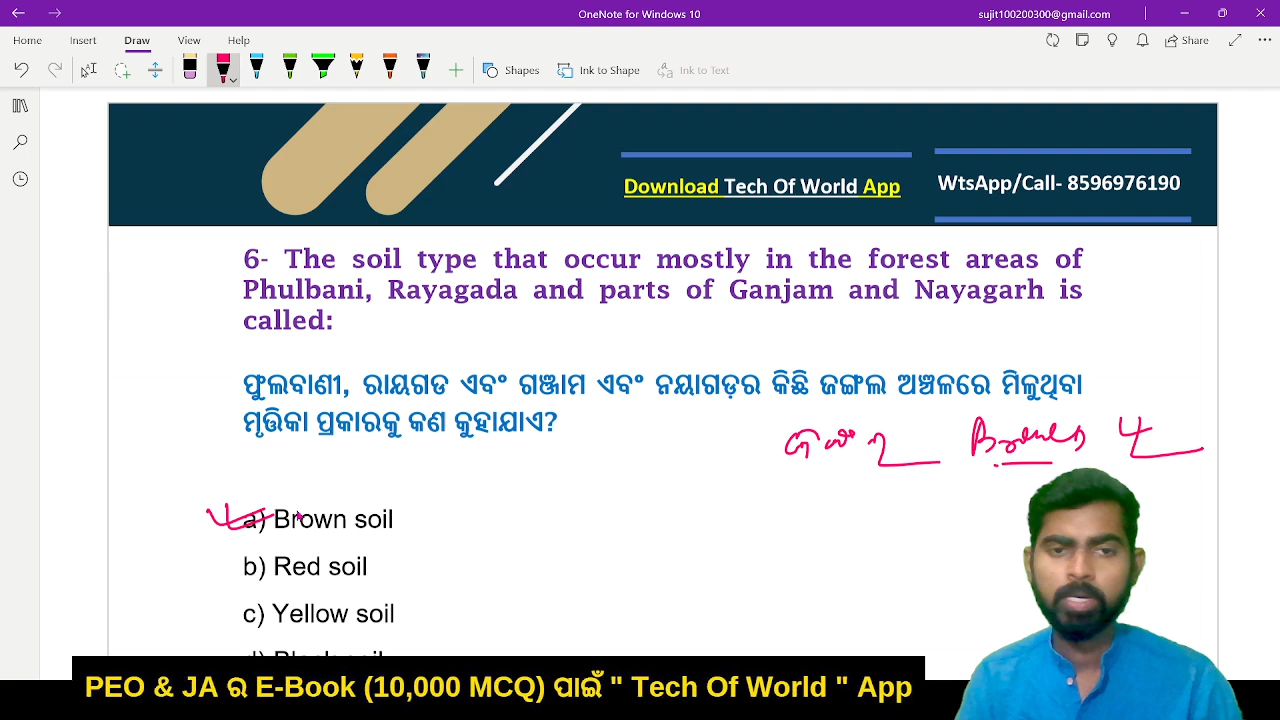 OneNote for Windows 10
sujit100200300@gmail.com
Home Insert Draw View Help
Share
Shapes Ink to Shape Ink to Text
Download Tech Of World App
WtsApp/Call- 8596976190
6- The soil type that occur mostly in the forest areas of
Phulbani, Rayagada and parts of Ganjam and Nayagarh is
called:
ଫୁଲବାଣୀ, ରାୟଗଡ ଏବଂ ଗଞ୍ଜାମ ଏବଂ ନୟାଗଡ଼ର କିଛି ଜଙ୍ଗଲ ଅଞ୍ଚଳରେ ମିଳୁଥିବା
ମୃତ୍ତିକା ପ୍ରକାରକୁ କଣ କୁହାଯାଏ?
a) Brown soil
b) Red soil
c) Yellow soil
d) Black soil
PEO & JA ର E-Book (10,000 MCQ) ପାଇଁ " Tech Of World " App